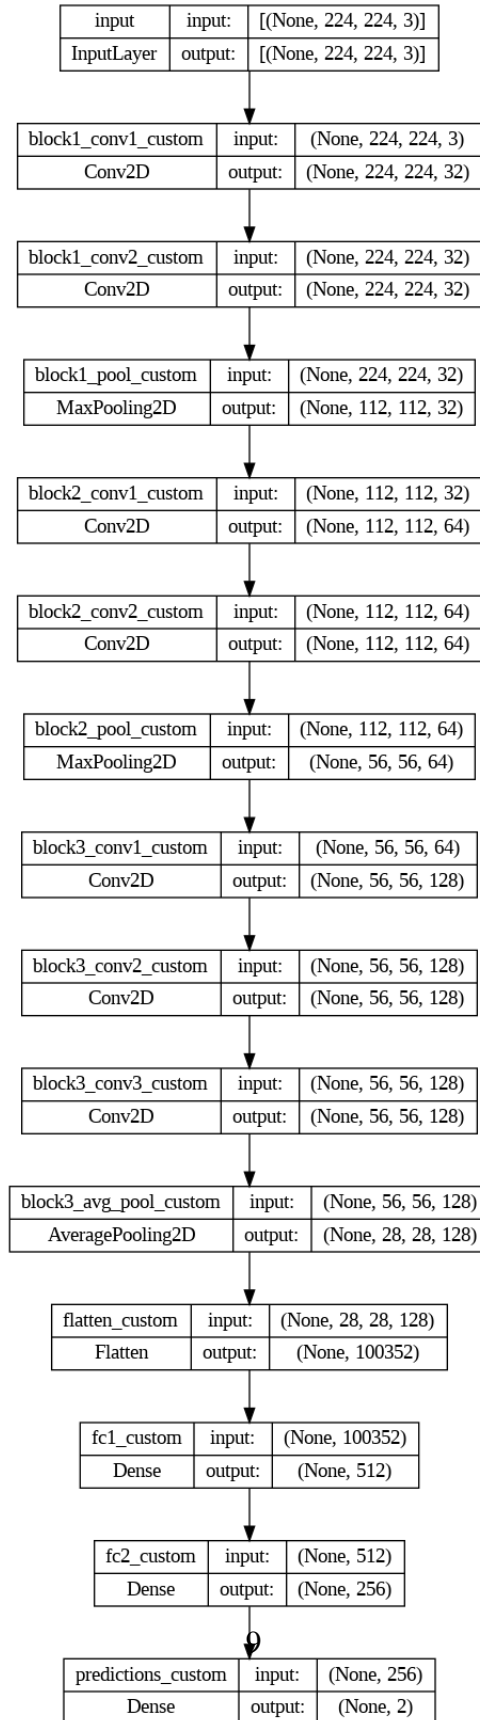 input input: [(None, 224, 224, 3)]
InputLayer output: [(None, 224, 224, 3)]
block1_conv1_custom input: (None, 224, 224, 3)
Conv2D output: (None, 224, 224, 32)
block1_conv2_custom input: (None, 224, 224, 32)
Conv2D output: (None, 224, 224, 32)
block1_pool_custom input: (None, 224, 224, 32)
MaxPooling2D output: (None, 112, 112, 32)
block2_conv1_custom input: (None, 112, 112, 32)
Conv2D output: (None, 112, 112, 64)
block2_conv2_custom input: (None, 112, 112, 64)
Conv2D output: (None, 112, 112, 64)
block2_pool_custom input: (None, 112, 112, 64)
MaxPooling2D output: (None, 56, 56, 64)
block3_conv1_custom input: (None, 56, 56, 64)
Conv2D output: (None, 56, 56, 128)
block3_conv2_custom input: (None, 56, 56, 128)
Conv2D output: (None, 56, 56, 128)
block3_conv3_custom input: (None, 56, 56, 128)
Conv2D output: (None, 56, 56, 128)
block3_avg_pool_custom input: (None, 56, 56, 128)
AveragePooling2D output: (None, 28, 28, 128)
flatten_custom input: (None, 28, 28, 128)
Flatten output: (None, 100352)
fc1_custom input: (None, 100352)
Dense output: (None, 512)
fc2_custom input: (None, 512)
Dense output: (None, 256)
9
predictions_custom input: (None, 256)
Dense output: (None, 2)